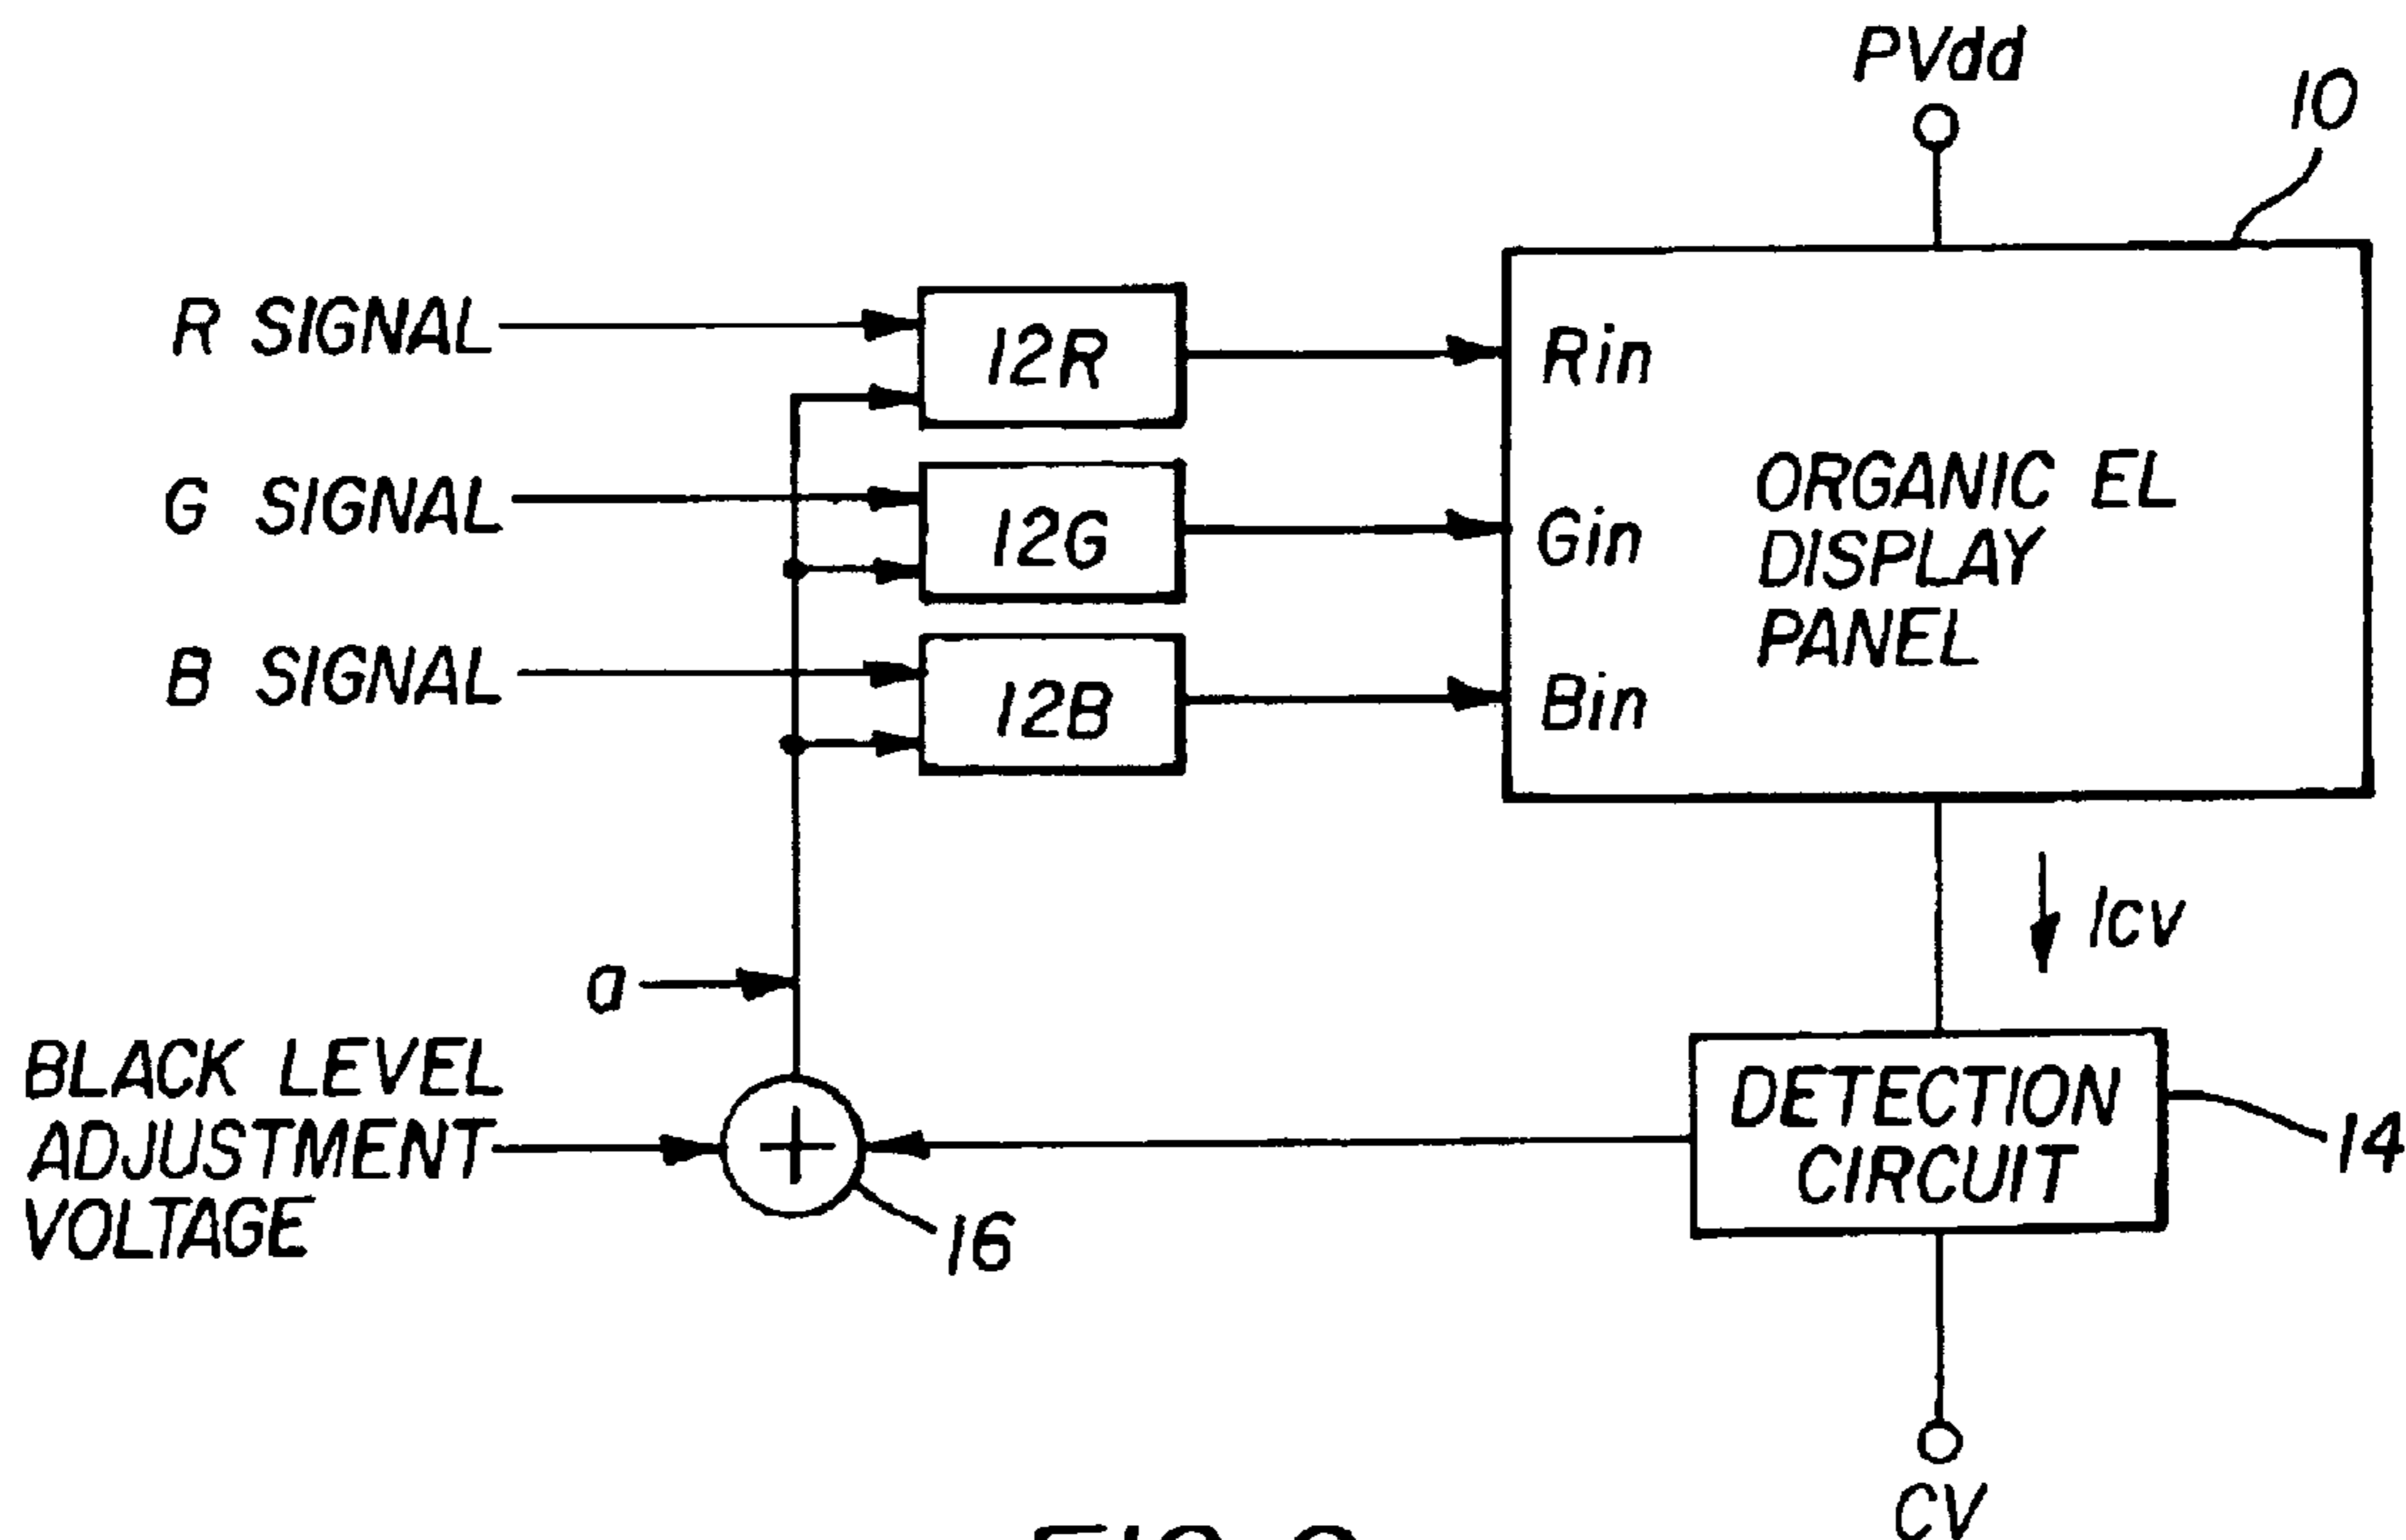 PVdd
10
R SIGNAL
12R
Rin
G SIGNAL
12G
Gin
ORGANIC EL
DISPLAY
PANEL
B SIGNAL
12B
Bin
ICV
a
BLACK LEVEL
ADJUSTMENT
VOLTAGE
+
16
DETECTION
CIRCUIT
14
CV